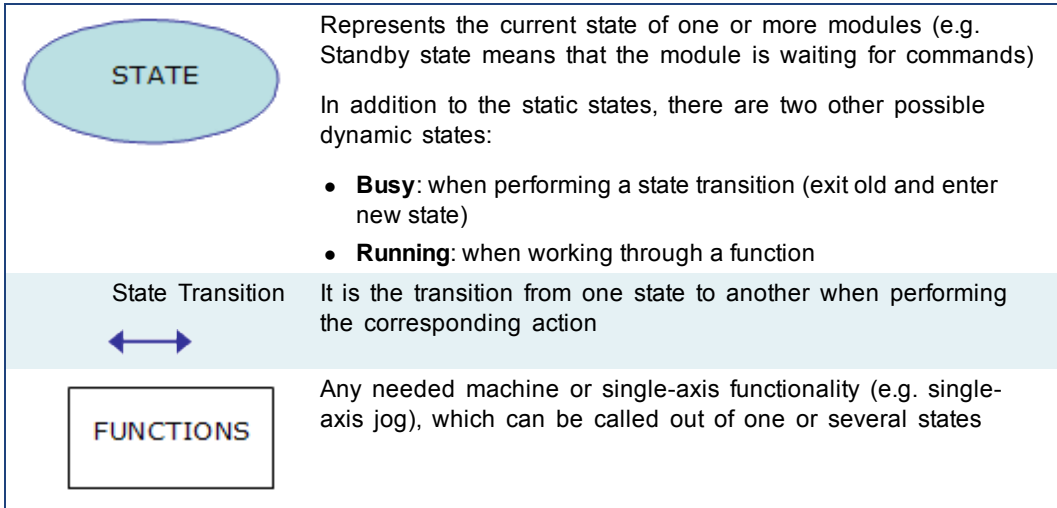 STATE
Represents the current state of one or more modules (e.g.
Standby state means that the module is waiting for commands)
In addition to the static states, there are two other possible
dynamic states:
● Busy: when performing a state transition (exit old and enter
new state)
● Running: when working through a function
State Transition
It is the transition from one state to another when performing
the corresponding action
FUNCTIONS
Any needed machine or single-axis functionality (e.g. single-
axis jog), which can be called out of one or several states